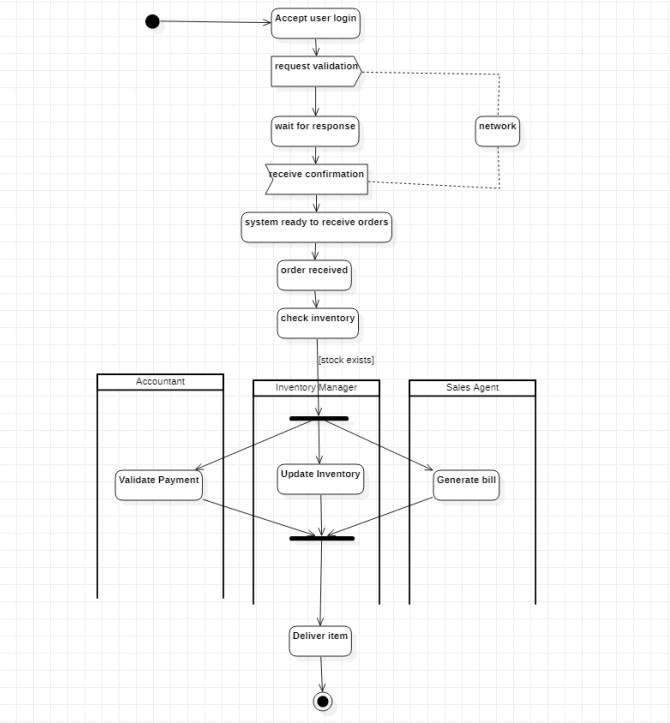 Accept user login
request validation
wait for response
network
receive confirmation
system ready to receive orders
order received
check inventory
[stock exists]
Accountant
Inventory Manager
Sales Agent
Validate Payment
Update Inventory
Generate bill
Deliver item